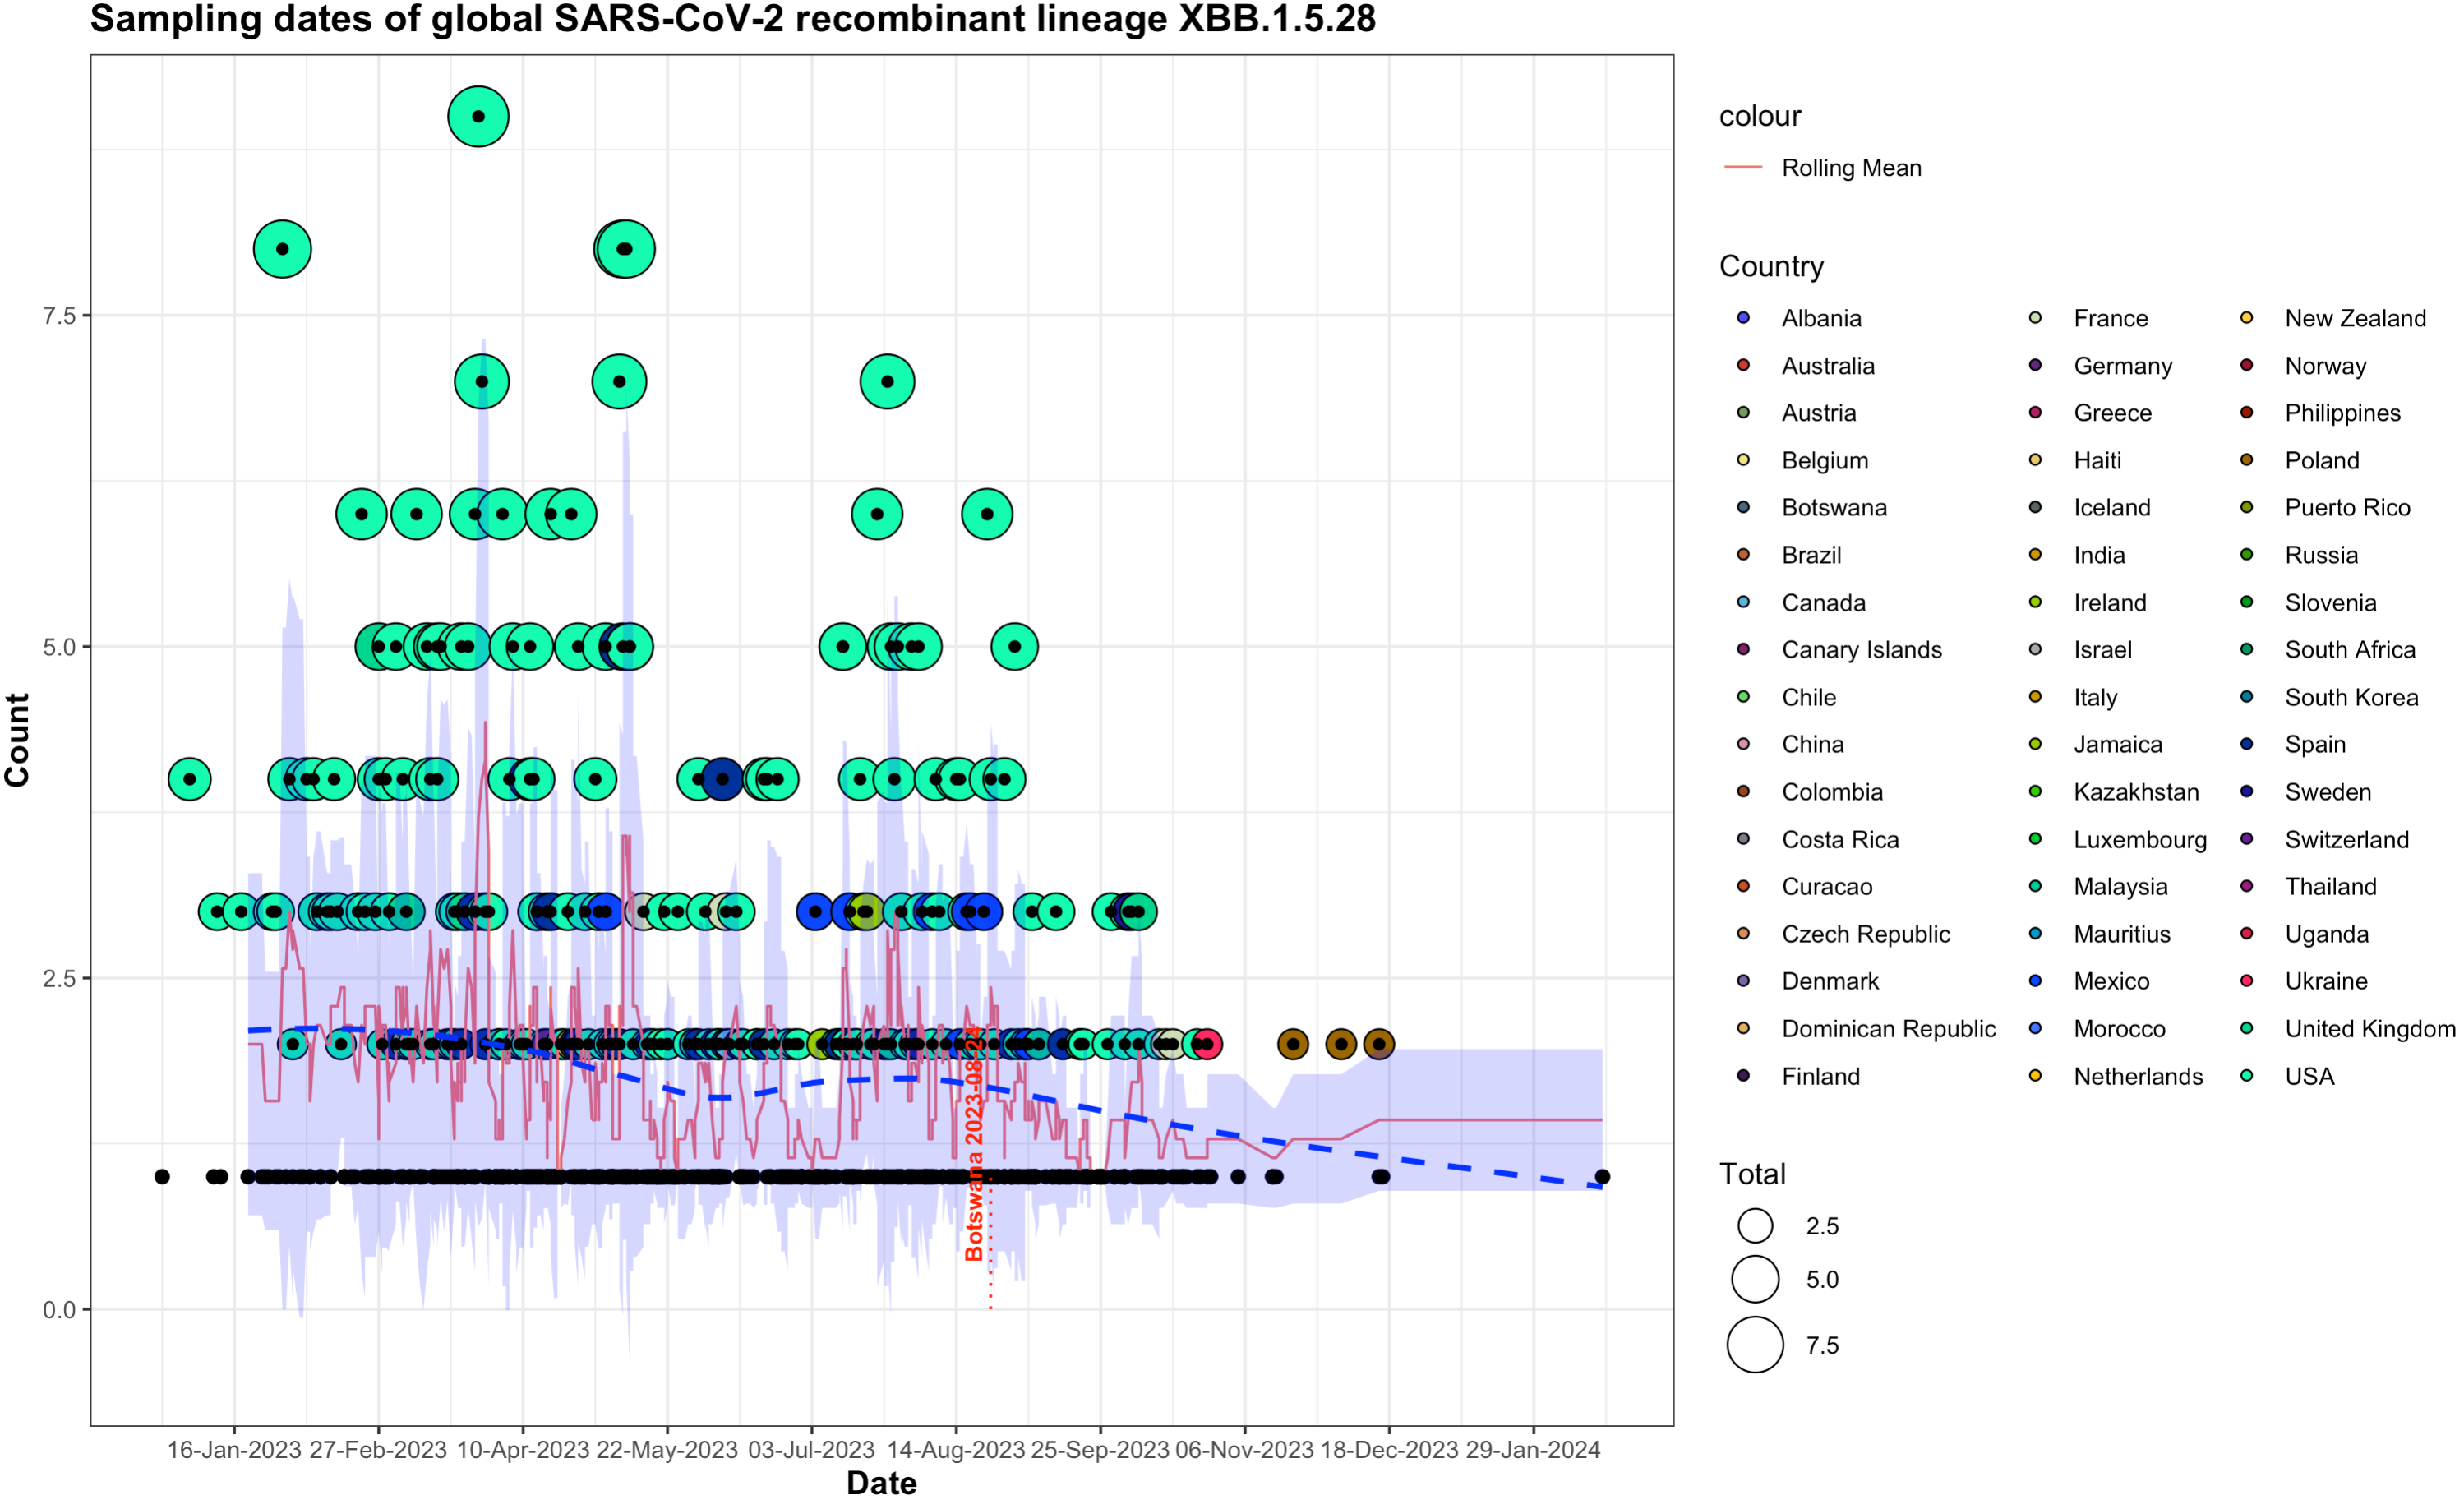 Sampling dates of global SARS-CoV-2 recombinant lineage XBB.1.5.28
Count
7.5
5.0
2.5
0.0
Botswana 2023-08-24
16-Jan-2023 27-Feb-2023 10-Apr-2023 22-May-2023 03-Jul-2023 14-Aug-2023 25-Sep-2023 06-Nov-2023 18-Dec-2023 29-Jan-2024
Date
colour
Rolling Mean
Country
Albania
Australia
Austria
Belgium
Botswana
Brazil
Canada
Canary Islands
Chile
China
Colombia
Costa Rica
Curacao
Czech Republic
Denmark
Dominican Republic
Finland
France
Germany
Greece
Haiti
Iceland
India
Ireland
Israel
Italy
Jamaica
Kazakhstan
Luxembourg
Malaysia
Mauritius
Mexico
Morocco
Netherlands
New Zealand
Norway
Philippines
Poland
Puerto Rico
Russia
Slovenia
South Africa
South Korea
Spain
Sweden
Switzerland
Thailand
Uganda
Ukraine
United Kingdom
USA
Total
2.5
5.0
7.5